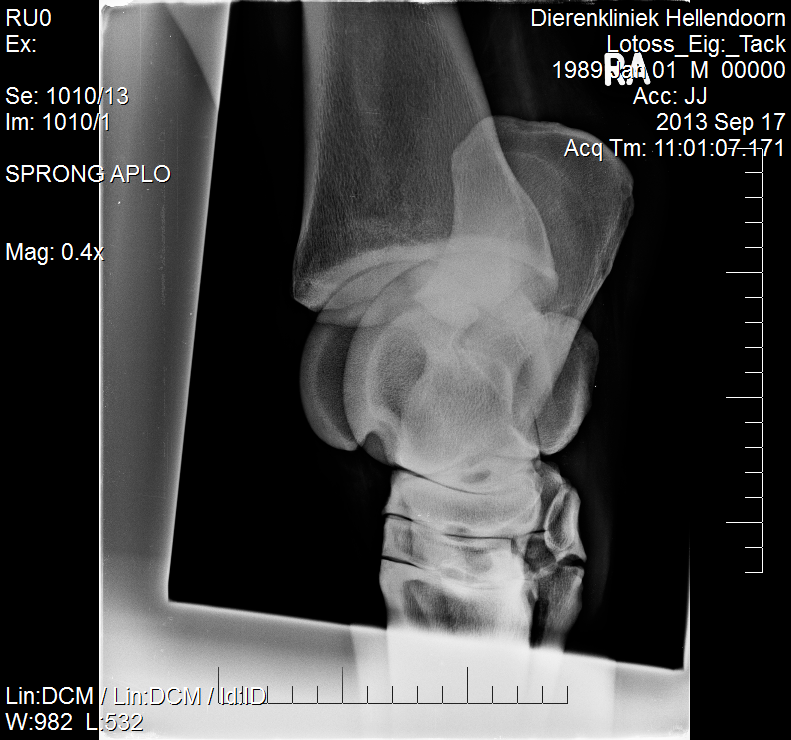 RU0
Ex:
Se: 1010/13
Im: 1010/1
SPRONG APLO
Mag: 0.4x
Dierenkliniek Hellendoorn
Lotoss_Eig:_Tack
RA
1989 Jan 01 M 00000
Acc: JJ
2013 Sep 17
Acq Tm: 11:01:07.171
Lin:DCM / Lin:DCM / Id:ID
W:982 L:532